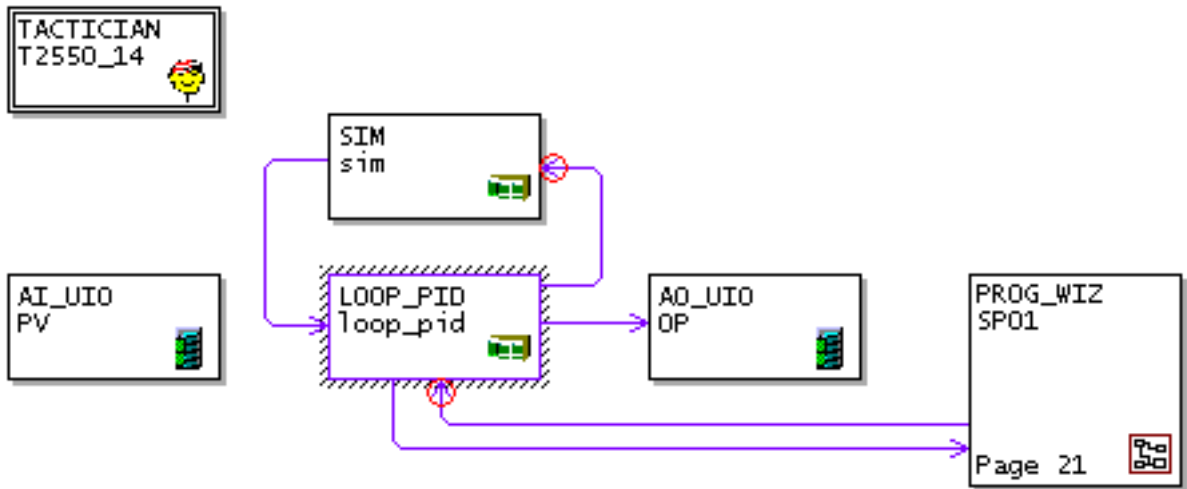 TACTICIAN
T2550_14
SIM
sim
AI_UIO
PV
LOOP_PID
loop_pid
AO_UIO
OP
PROG_WIZ
SP01
Page 21